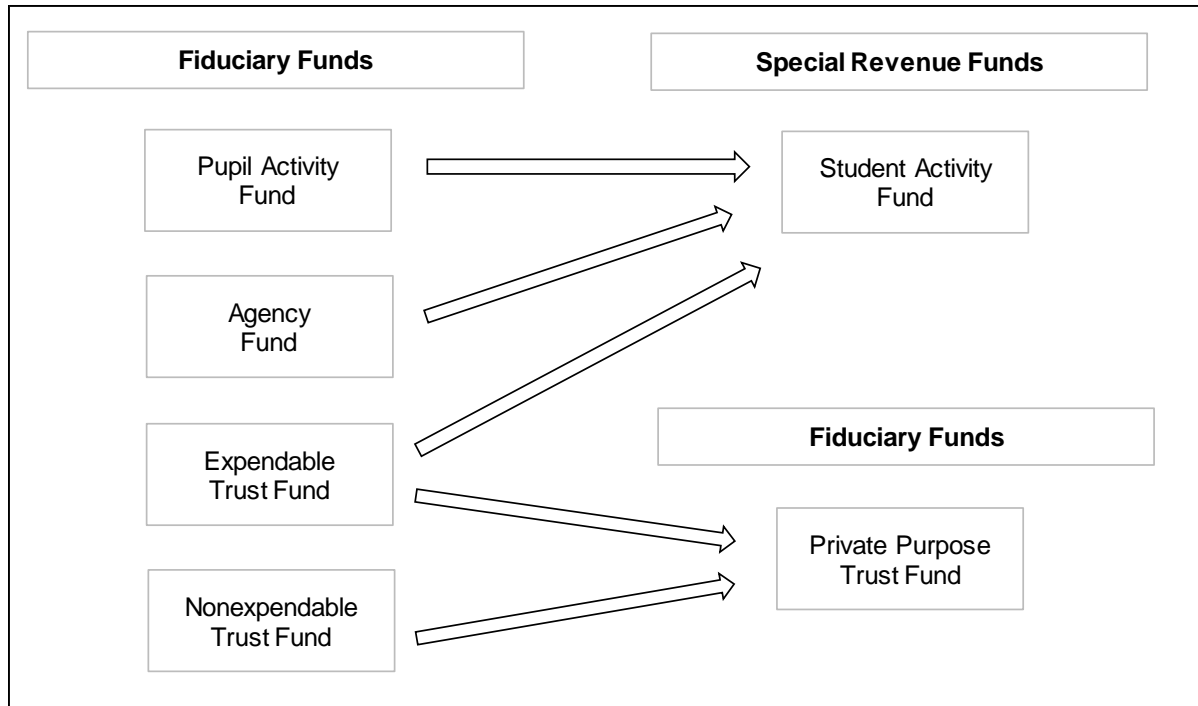 Fiduciary Funds
Special Revenue Funds
Pupil Activity
Fund
Student Activity
Fund
Agency
Fund
Expendable
Trust Fund
Fiduciary Funds
Private Purpose
Trust Fund
Nonexpendable
Trust Fund